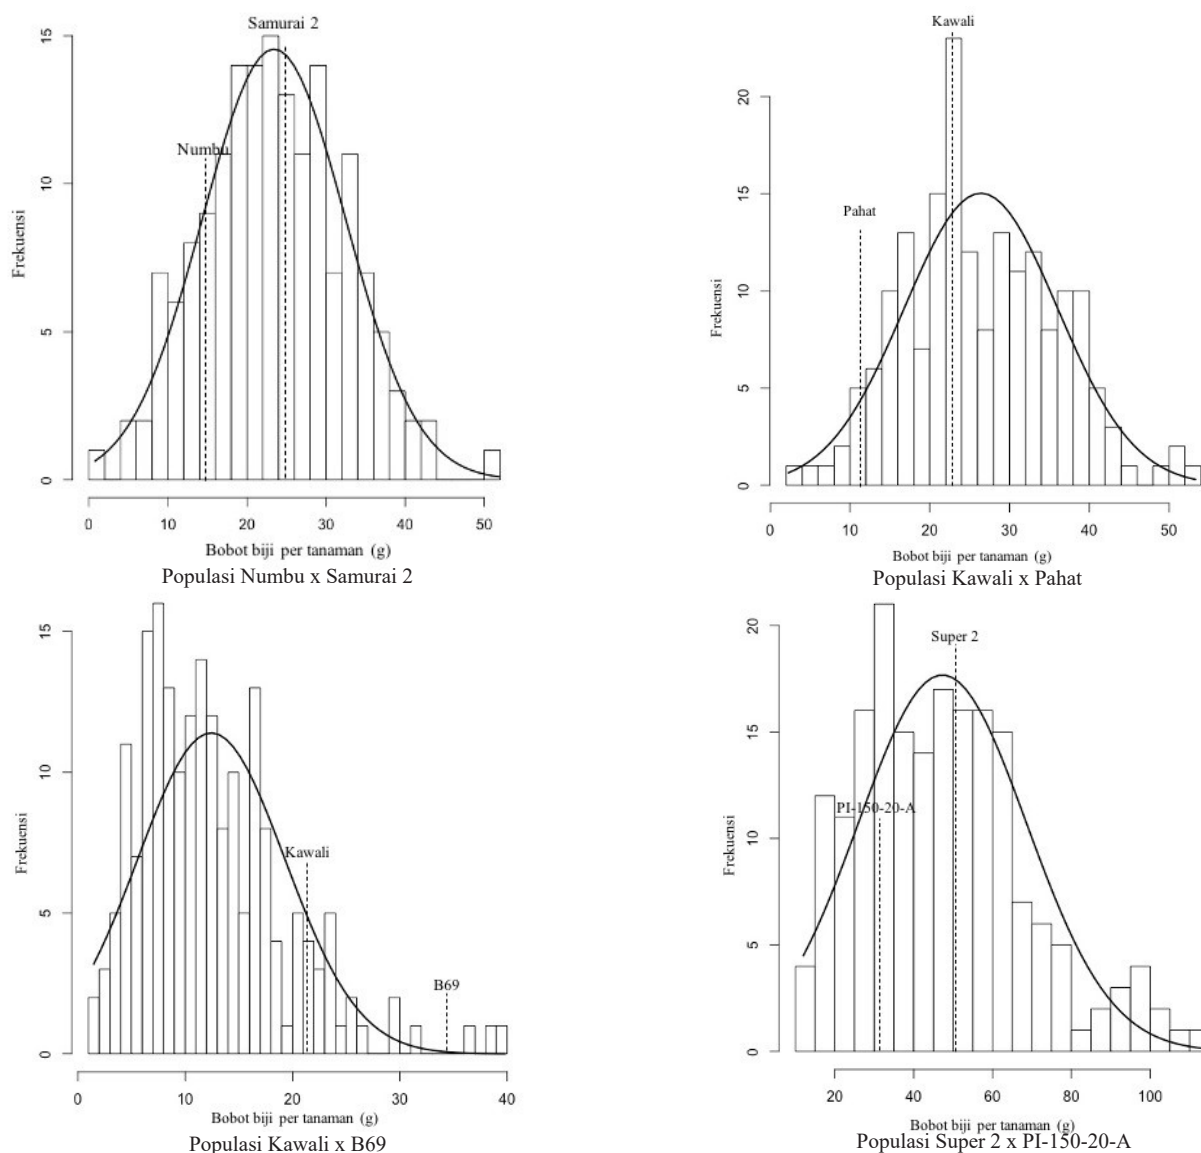 Samurai 2
Numbu
15
10
5
0
Frekuensi
0 10 20 30 40 50
Bobot biji per tanaman (g)
Populasi Numbu x Samurai 2
Kawali
Pahat
20
15
10
5
0
Frekuensi
0 10 20 30 40 50
Bobot biji per tanaman (g)
Populasi Kawali x Pahat
15
10
5
0
Frekuensi
Kawali
B69
0 10 20 30 40
Bobot biji per tanaman (g)
Populasi Kawali x B69
20
15
10
5
0
Frekuensi
Super 2
PI-150-20-A
20 40 60 80 100
Bobot biji per tanaman (g)
Populasi Super 2 x PI-150-20-A